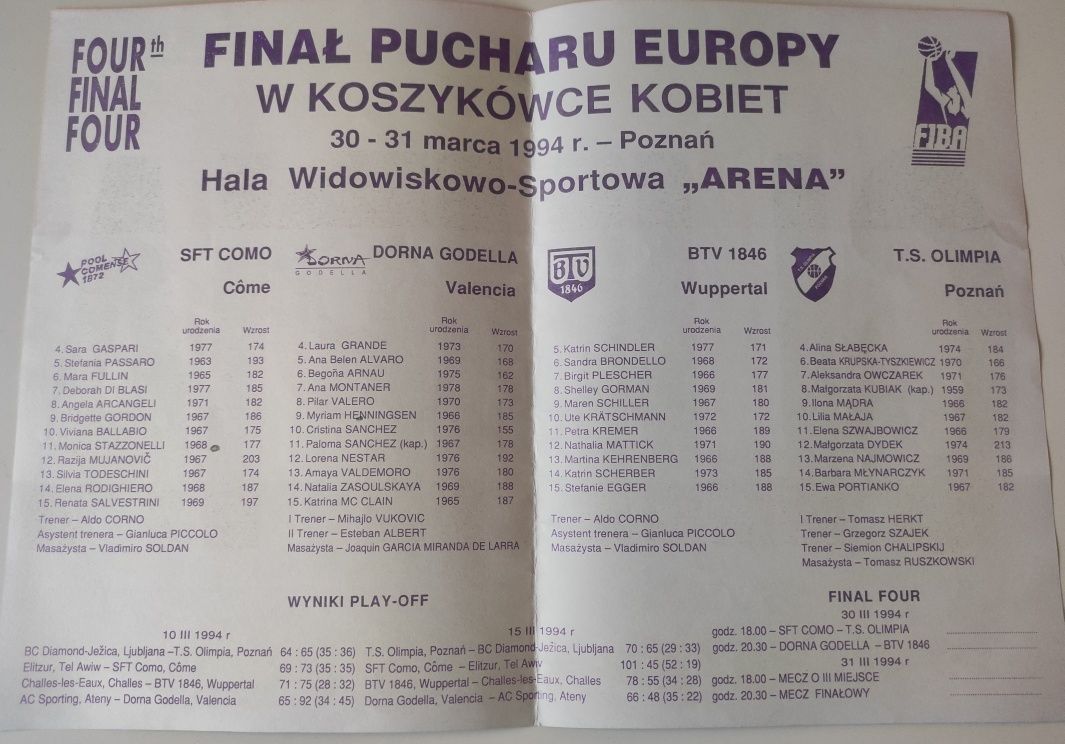 FOURth
FINAL
FOUR
FINAŁ PUCHARU EUROPY
W KOSZYKÓWCE KOBIET
30 - 31 marca 1994 r. – Poznań
Hala Widowiskowo-Sportowa „ARENA”
FIBA
POOL
COMENSE
1872
SFT COMO
Côme
Rok
urodzenia Wzrost
4. Sara GASPARI 1977 174
5. Stefania PASSARO 1963 193
6. Mara FULLIN 1965 182
7. Deborah DI BLASI 1977 185
8. Angela ARCANGELI 1971 182
9. Bridgette GORDON 1967 186
10. Viviana BALLABIO 1967 175
11. Monica STAZZONELLI 1968 177
12. Razija MUJANOVIČ 1967 203
13. Silvia TODESCHINI 1967 174
14. Elena RODIGHIERO 1968 187
15. Renata SALVESTRINI 1969 197
Trener – Aldo CORNO
Asystent trenera – Gianluca PICCOLO
Masażysta – Vladimiro SOLDAN
DORNA
GODELLA
DORNA GODELLA
Valencia
Rok
urodzenia Wzrost
4. Laura GRANDE 1973 170
5. Ana Belen ALVARO 1969 168
6. Begoña ARNAU 1975 162
7. Ana MONTANER 1978 178
8. Pilar VALERO 1970 173
9. Myriam HENNINGSEN 1966 185
10. Cristina SANCHEZ 1976 155
11. Paloma SANCHEZ (kap.) 1967 178
12. Lorena NESTAR 1976 192
13. Amaya VALDEMORO 1976 180
14. Natalia ZASOULSKAYA 1969 188
15. Katrina MC CLAIN 1965 187
I Trener – Mihajlo VUKOVIC
II Trener – Esteban ALBERT
Masażysta – Joaquin GARCIA MIRANDA DE LARRA
BTV
1846
BTV 1846
Wuppertal
Rok
urodzenia Wzrost
5. Katrin SCHINDLER 1977 171
6. Sandra BRONDELLO 1968 172
7. Birgit PLESCHER 1966 177
8. Shelley GORMAN 1969 181
9. Maren SCHILLER 1967 180
10. Ute KRÄTSCHMANN 1972 172
11. Petra KREMER 1966 189
12. Nathalia MATTICK 1971 190
13. Martina KEHRENBERG 1966 188
14. Katrin SCHERBER 1973 185
15. Stefanie EGGER 1966 188
Trener – Aldo CORNO
Asystent trenera – Gianluca PICCOLO
Masażysta – Vladimiro SOLDAN
T.S. OLIMPIA
Poznań
Rok
urodzenia Wzrost
4. Alina SŁABĘCKA 1974 184
6. Beata KRUPSKA-TYSZKIEWICZ 1970 166
7. Aleksandra OWCZAREK 1971 176
8. Małgorzata KUBIAK (kap.) 1959 173
9. Ilona MĄDRA 1966 182
10. Lilia MAŁAJA 1967 182
11. Elena SZWAJBOWICZ 1966 179
12. Małgorzata DYDEK 1974 213
13. Marzena NAJMOWICZ 1969 186
14. Barbara MŁYNARCZYK 1971 185
15. Ewa PORTIANKO 1967 182
I Trener – Tomasz HERKT
Trener – Grzegorz SZAJEK
Trener – Siemion CHALIPSKIJ
Masażysta – Tomasz RUSZKOWSKI
WYNIKI PLAY-OFF
10 III 1994 r
BC Diamond-Ježica, Ljubljana –T.S. Olimpia, Poznań 64 : 65 (35 : 36)
Elitzur, Tel Awiw – SFT Como, Côme 69 : 73 (35 : 35)
Challes-les-Eaux, Challes – BTV 1846, Wuppertal 71 : 75 (28 : 32)
AC Sporting, Ateny – Dorna Godella, Valencia 65 : 92 (34 : 45)
15 III 1994 r
T.S. Olimpia, Poznań – BC Diamond-Ježica, Ljubljana 70 : 65 (29 : 33)
SFT Como, Côme – Elitzur, Tel Awiv 101 : 45 (52 : 19)
BTV 1846, Wuppertal – Challes-les-Eaux, Challes 78 : 55 (34 : 28)
Dorna Godella, Valencia – AC Sporting, Ateny 66 : 48 (35 : 22)
FINAL FOUR
30 III 1994 r
godz. 18.00 – SFT COMO – T.S. OLIMPIA
godz. 20.30 – DORNA GODELLA – BTV 1846
31 III 1994 r
godz. 18.00 – MECZ O III MIEJSCE
godz. 20.30 – MECZ FINAŁOWY